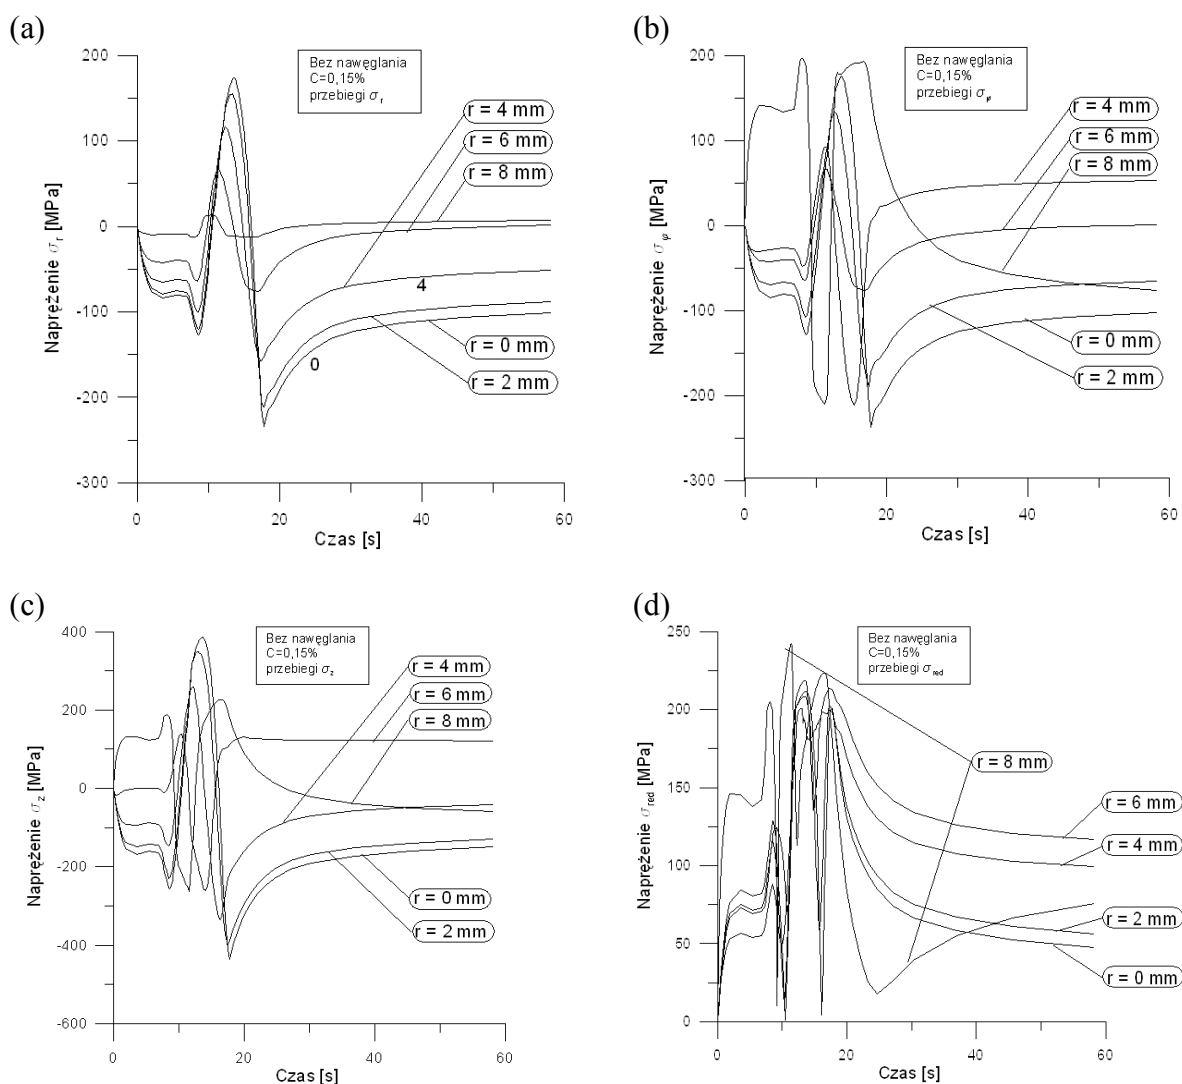 (a)
200
100
0
-100
-200
-300
Naprężenie σr [MPa]
Bez nawęglania
C=0,15%
przebiegi σr
r = 4 mm
r = 6 mm
r = 8 mm
4
r = 0 mm
0
r = 2 mm
0
20
40
60
Czas [s]
(b)
200
100
0
-100
-200
-300
Naprężenie σφ [MPa]
Bez nawęglania
C=0,15%
przebiegi σφ
r = 4 mm
r = 6 mm
r = 8 mm
r = 0 mm
r = 2 mm
0
20
40
60
Czas [s]
(c)
400
200
0
-200
-400
-600
Naprężenie σz [MPa]
Bez nawęglania
C=0,15%
przebiegi σz
r = 4 mm
r = 6 mm
r = 8 mm
r = 0 mm
r = 2 mm
0
20
40
60
Czas [s]
(d)
250
200
150
100
50
0
Naprężenie σred [MPa]
Bez nawęglania
C=0,15%
przebiegi σred
r = 8 mm
r = 6 mm
r = 4 mm
r = 2 mm
r = 0 mm
0
20
40
60
Czas [s]